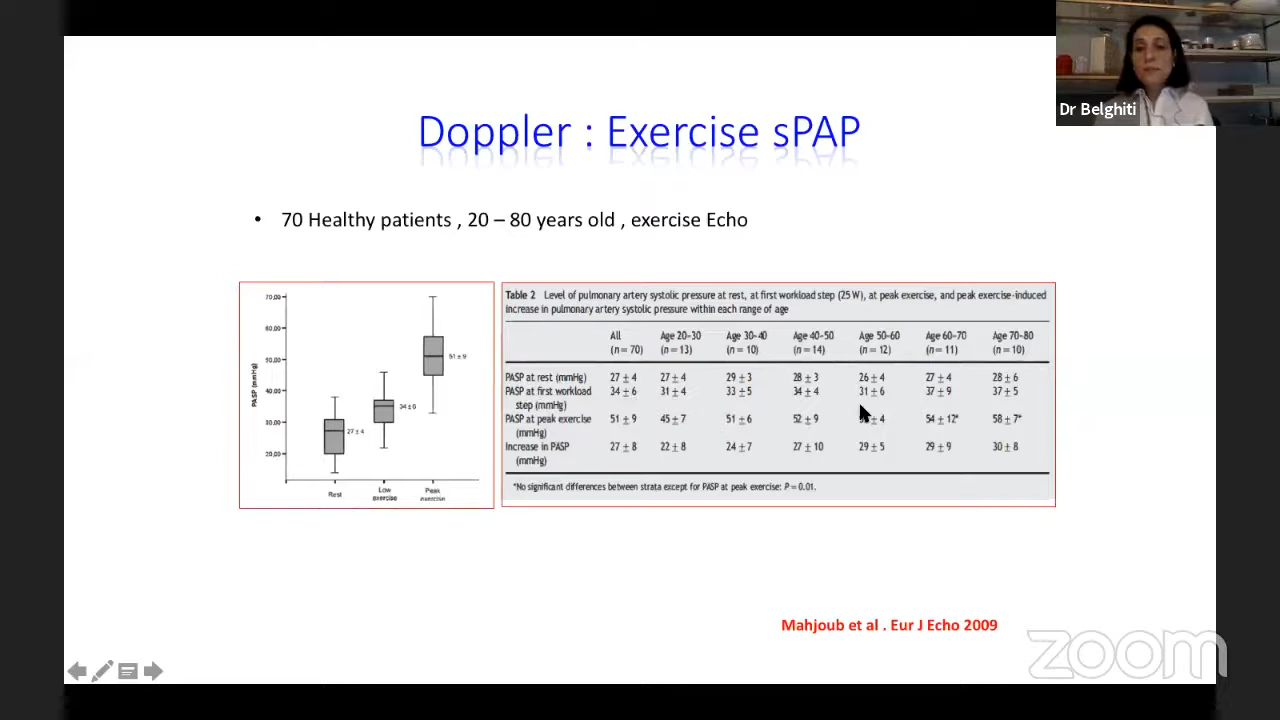 Dr Belghiti
Doppler : Exercise sPAP
• 70 Healthy patients , 20 – 80 years old , exercise Echo
PASP (mmHg)
70,00
60,00
50,00
40,00
30,00
20,00
27 ± 4
34 ± 6
51 ± 9
Rest
Low exercise
Peak exercise
Table 2 Level of pulmonary artery systolic pressure at rest, at first workload step (25 W), at peak exercise, and peak exercise-induced
increase in pulmonary artery systolic pressure within each range of age
All Age 20–30 Age 30–40 Age 40–50 Age 50–60 Age 60–70 Age 70–80
(n = 70) (n = 13) (n = 10) (n = 14) (n = 12) (n = 11) (n = 10)
PASP at rest (mmHg) 27 ± 4 27 ± 4 29 ± 3 28 ± 3 26 ± 4 27 ± 4 28 ± 6
PASP at first workload 34 ± 6 31 ± 4 33 ± 5 34 ± 4 31 ± 6 37 ± 9 37 ± 5
step (mmHg)
PASP at peak exercise 51 ± 9 45 ± 7 51 ± 6 52 ± 9 ± 4 54 ± 12* 58 ± 7*
(mmHg)
Increase in PASP 27 ± 8 22 ± 8 24 ± 7 27 ± 10 29 ± 5 29 ± 9 30 ± 8
(mmHg)
*No significant differences between strata except for PASP at peak exercise: P = 0.01.
Mahjoub et al . Eur J Echo 2009
zoom